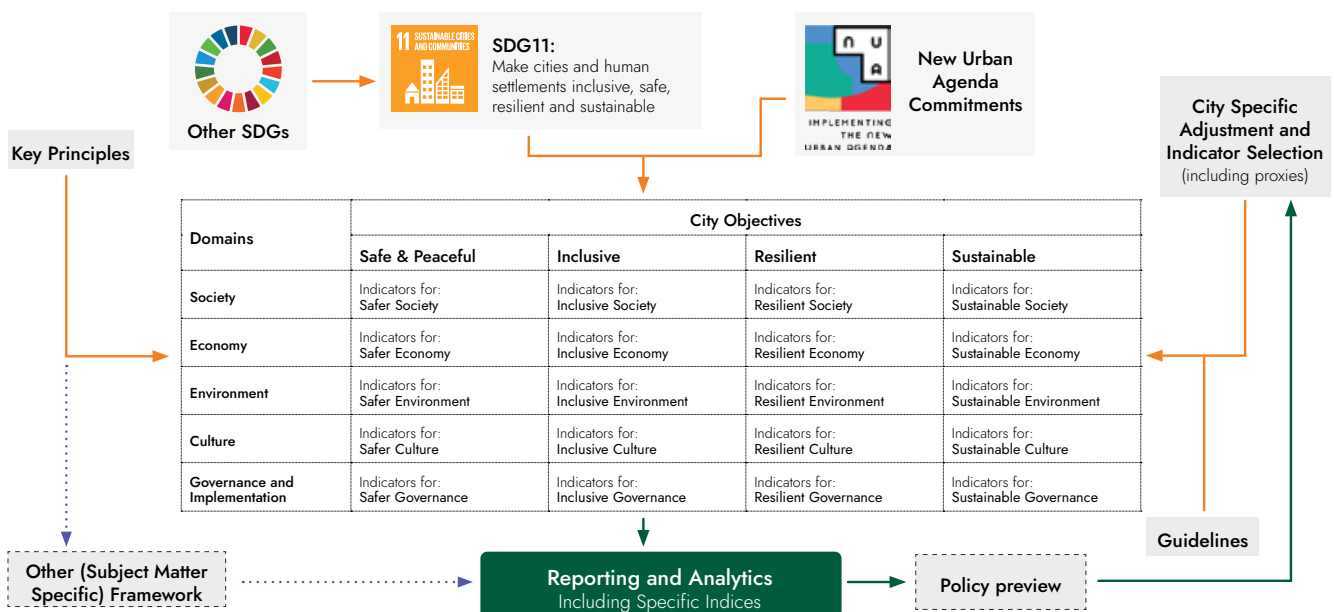 Other SDGs
11 SUSTAINABLE CITIES
AND COMMUNITIES
SDG11:
Make cities and human
settlements inclusive, safe,
resilient and sustainable
n U
A
IMPLEMENTING
THE NEW
URBAN AGENDA
New Urban
Agenda
Commitments
City Specific
Adjustment and
Indicator Selection
(including proxies)
Key Principles
Domains
City Objectives
Safe & Peaceful
Inclusive
Resilient
Sustainable
Society
Indicators for:
Safer Society
Indicators for:
Inclusive Society
Indicators for:
Resilient Society
Indicators for:
Sustainable Society
Economy
Indicators for:
Safer Economy
Indicators for:
Inclusive Economy
Indicators for:
Resilient Economy
Indicators for:
Sustainable Economy
Environment
Indicators for:
Safer Environment
Indicators for:
Inclusive Environment
Indicators for:
Resilient Environment
Indicators for:
Sustainable Environment
Culture
Indicators for:
Safer Culture
Indicators for:
Inclusive Culture
Indicators for:
Resilient Culture
Indicators for:
Sustainable Culture
Governance and
Implementation
Indicators for:
Safer Governance
Indicators for:
Inclusive Governance
Indicators for:
Resilient Governance
Indicators for:
Sustainable Governance
Guidelines
Other (Subject Matter
Specific) Framework
Reporting and Analytics
Including Specific Indices
Policy preview